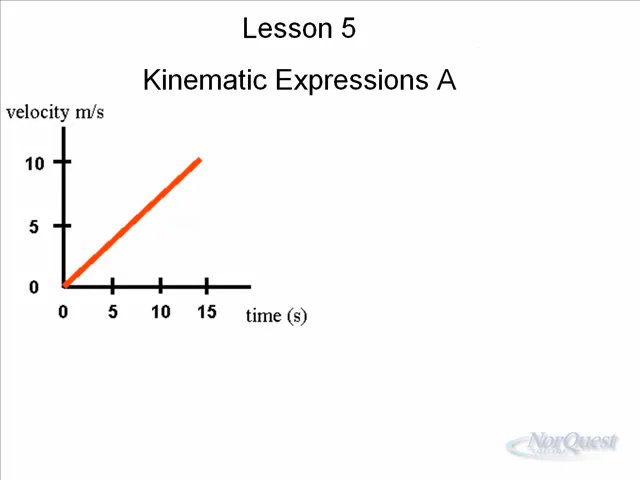 Lesson 5
Kinematic Expressions A
velocity m/s
10
5
0
0 5 10 15 time (s)
NorQuest